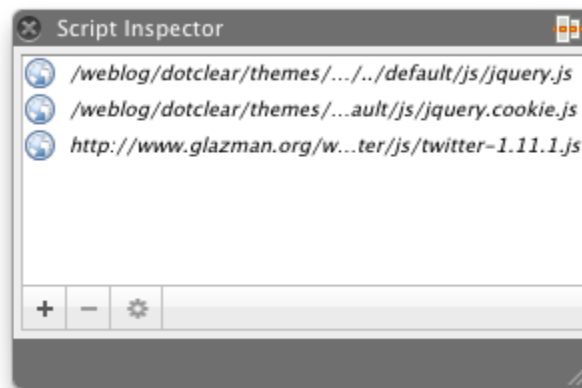 Script Inspector
/weblog/dotclear/themes/.../../default/js/jquery.js
/weblog/dotclear/themes/...ault/js/jquery.cookie.js
http://www.glazman.org/w...ter/js/twitter-1.11.1.js